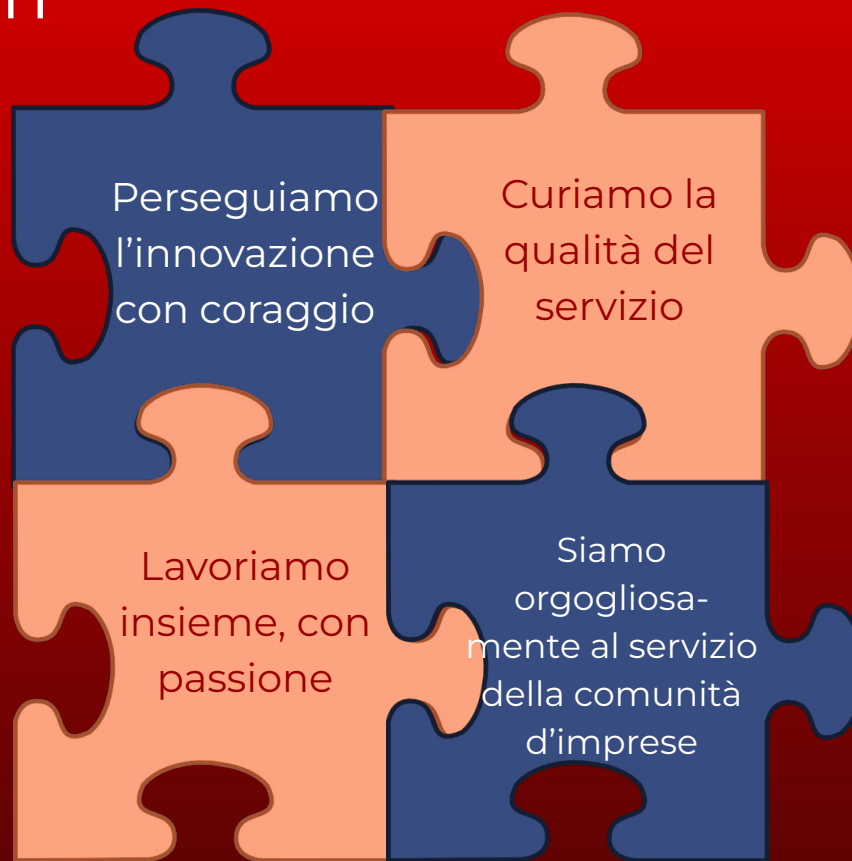 Perseguiamo
l'innovazione
con coraggio
Curiamo la
qualità del
servizio
Lavoriamo
insieme, con
passione
Siamo
orgogliosa-
mente al servizio
della comunità
d'imprese